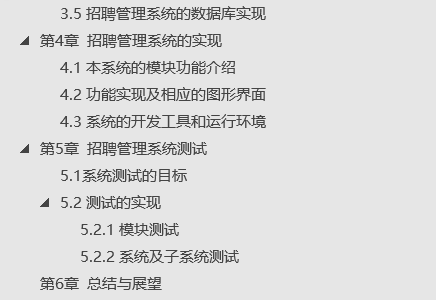 3.5 招聘管理系统的数据库实现
第4章 招聘管理系统的实现
4.1 本系统的模块功能介绍
4.2 功能实现及相应的图形界面
4.3 系统的开发工具和运行环境
第5章 招聘管理系统测试
5.1系统测试的目标
5.2 测试的实现
5.2.1 模块测试
5.2.2 系统及子系统测试
第6章 总结与展望